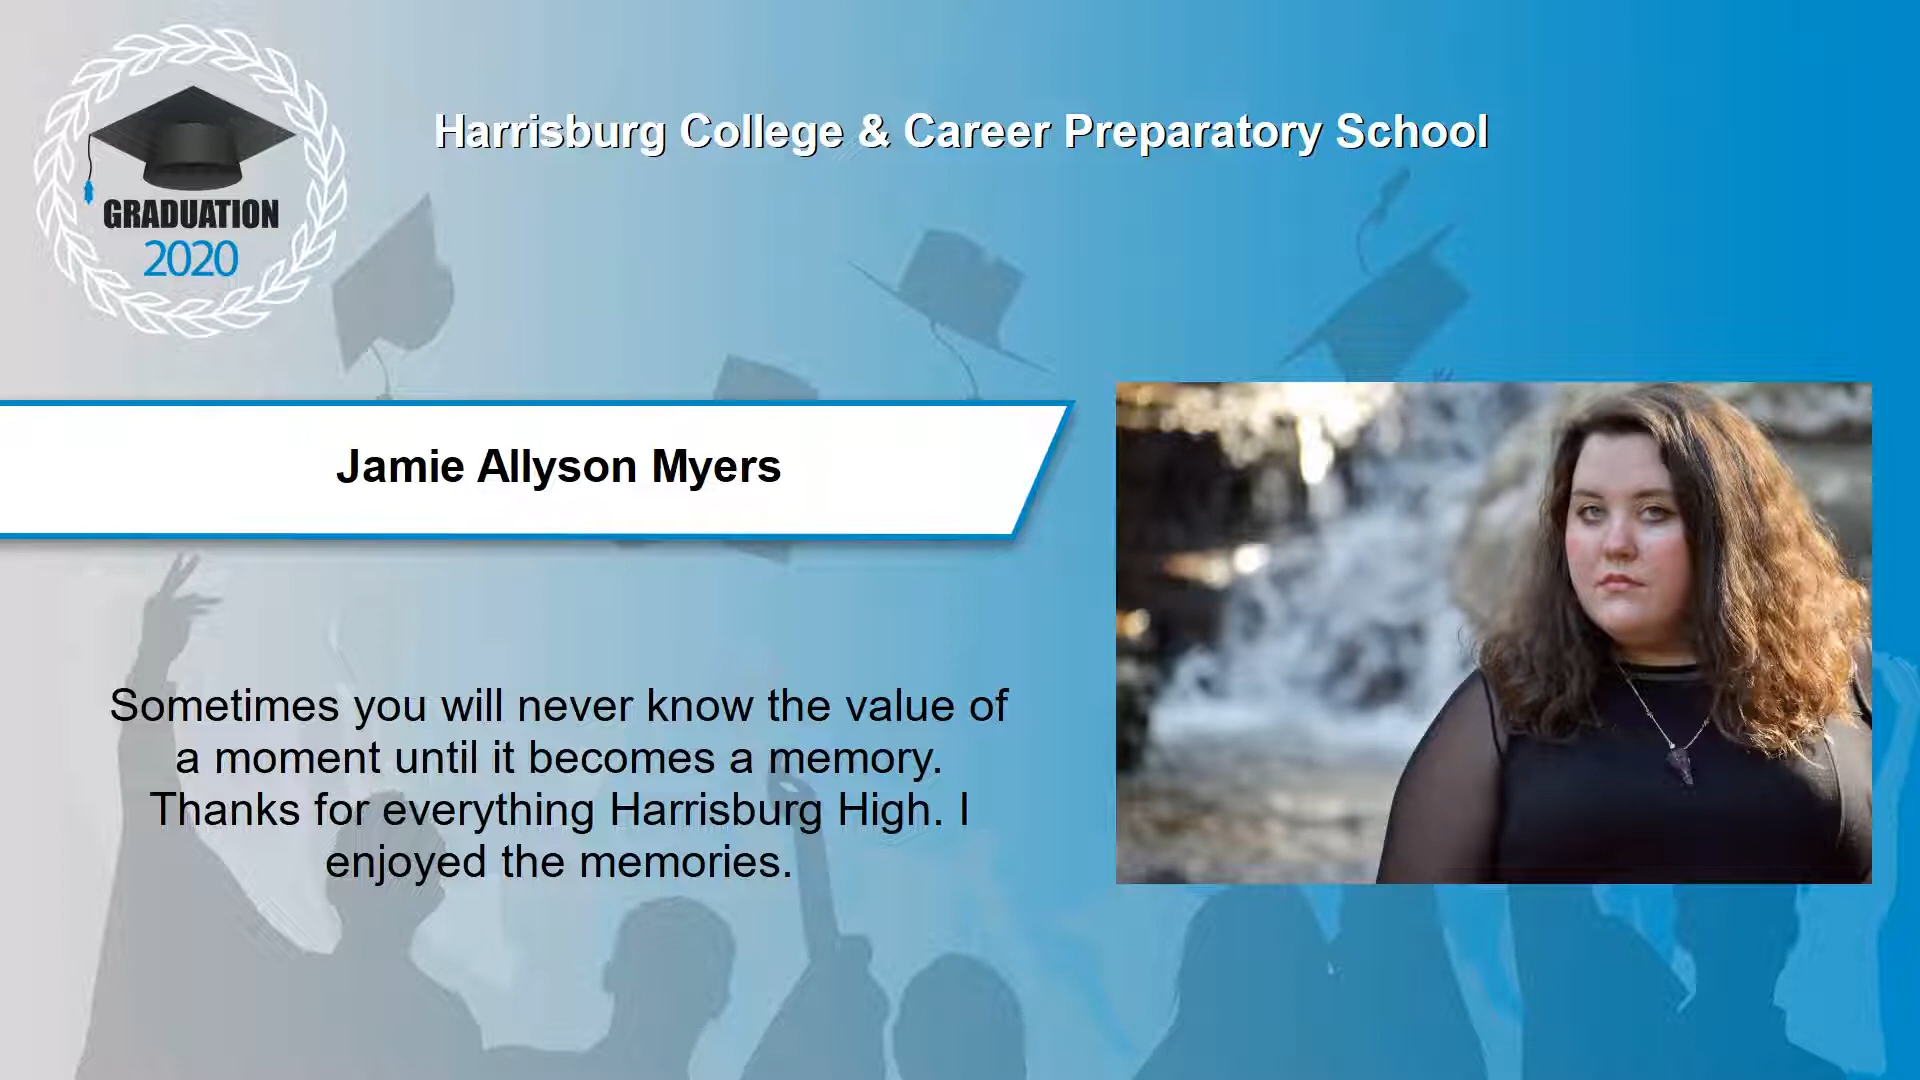 GRADUATION
2020
Harrisburg College & Career Preparatory School
Jamie Allyson Myers
Sometimes you will never know the value of
a moment until it becomes a memory.
Thanks for everything Harrisburg High. I
enjoyed the memories.